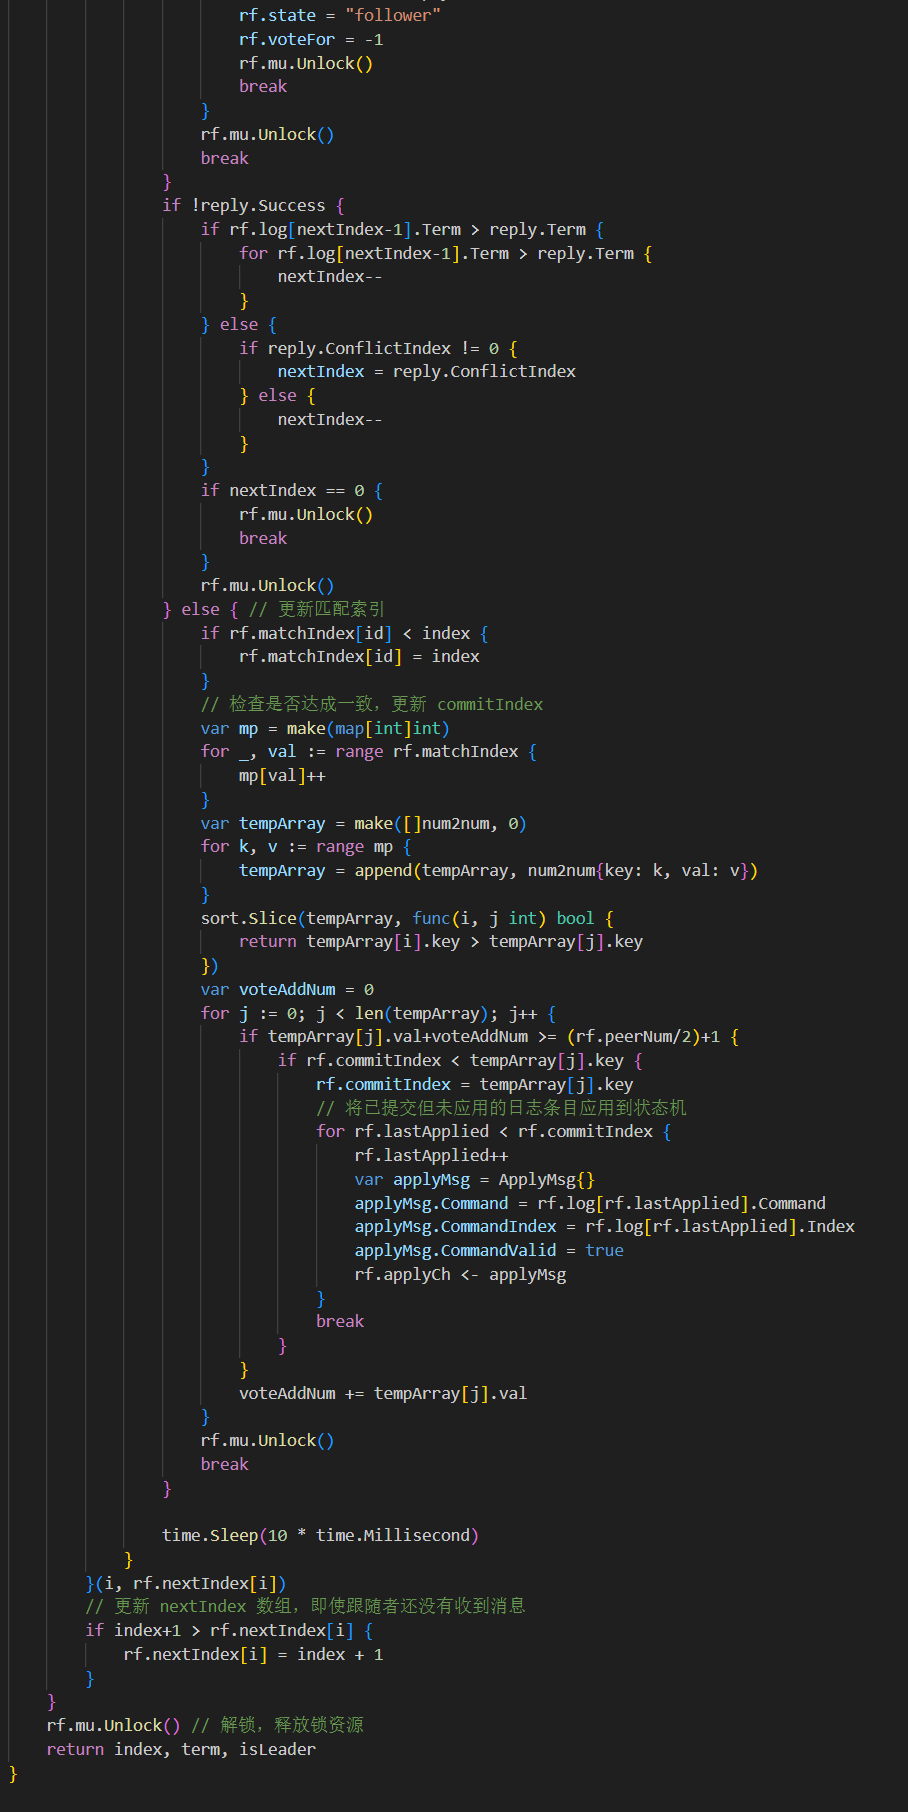 rf.state = "follower"
rf.voteFor = -1
rf.mu.Unlock()
break
}
rf.mu.Unlock()
break
}
if !reply.Success {
if rf.log[nextIndex-1].Term > reply.Term {
for rf.log[nextIndex-1].Term > reply.Term {
nextIndex--
}
} else {
if reply.ConflictIndex != 0 {
nextIndex = reply.ConflictIndex
} else {
nextIndex--
}
}
if nextIndex == 0 {
rf.mu.Unlock()
break
}
rf.mu.Unlock()
} else { // 更新匹配索引
if rf.matchIndex[id] < index {
rf.matchIndex[id] = index
}
// 检查是否达成一致，更新 commitIndex
var mp = make(map[int]int)
for _, val := range rf.matchIndex {
mp[val]++
}
var tempArray = make([]num2num, 0)
for k, v := range mp {
tempArray = append(tempArray, num2num{key: k, val: v})
}
sort.Slice(tempArray, func(i, j int) bool {
return tempArray[i].key > tempArray[j].key
})
var voteAddNum = 0
for j := 0; j < len(tempArray); j++ {
if tempArray[j].val+voteAddNum >= (rf.peerNum/2)+1 {
if rf.commitIndex < tempArray[j].key {
rf.commitIndex = tempArray[j].key
// 将已提交但未应用的日志条目应用到状态机
for rf.lastApplied < rf.commitIndex {
rf.lastApplied++
var applyMsg = ApplyMsg{}
applyMsg.Command = rf.log[rf.lastApplied].Command
applyMsg.CommandIndex = rf.log[rf.lastApplied].Index
applyMsg.CommandValid = true
rf.applyCh <- applyMsg
}
break
}
}
voteAddNum += tempArray[j].val
}
rf.mu.Unlock()
break
}
time.Sleep(10 * time.Millisecond)
}
}(i, rf.nextIndex[i])
// 更新 nextIndex 数组，即使跟随者还没有收到消息
if index+1 > rf.nextIndex[i] {
rf.nextIndex[i] = index + 1
}
}
rf.mu.Unlock() // 解锁，释放锁资源
return index, term, isLeader
}